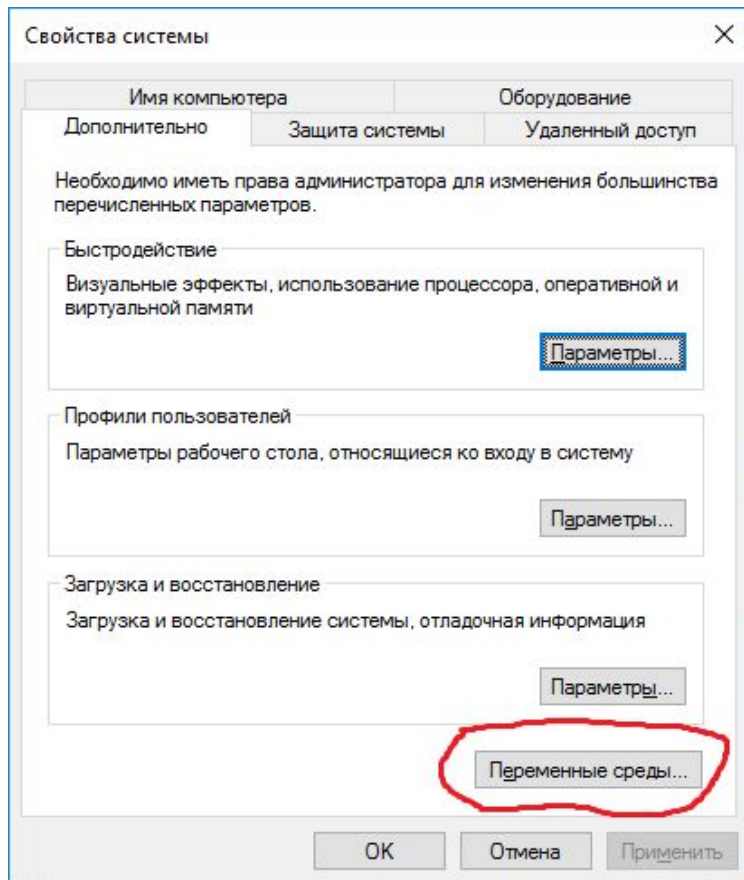 Свойства системы
Имя компьютера
Оборудование
Дополнительно
Защита системы
Удаленный доступ
Необходимо иметь права администратора для изменения большинства
перечисленных параметров.
Быстродействие
Визуальные эффекты, использование процессора, оперативной и
виртуальной памяти
Параметры...
Профили пользователей
Параметры рабочего стола, относящиеся ко входу в систему
Параметры...
Загрузка и восстановление
Загрузка и восстановление системы, отладочная информация
Параметры...
Переменные среды...
OK
Отмена
Применить